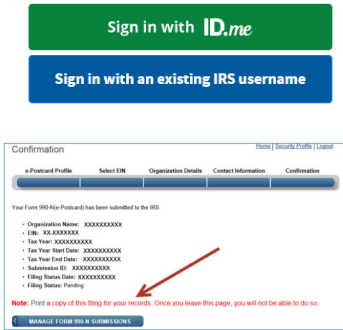 Sign in with ID.me
Sign in with an existing IRS username
Confirmation
Home | Security Profile | Logout
e-Postcard Profile Select EIN Organization Details Contact Information Confirmation
Your Form 990-N(e-Postcard) has been submitted to the IRS
• Organization Name: XXXXXXXXXX
• EIN: XX-XXXXXXX
• Tax Year: XXXXXXXXXX
• Tax Year Start Date: XXXXXXXXXX
• Tax Year End Date: XXXXXXXXXX
• Submission ID: XXXXXXXXXX
• Filing Status Date: XXXXXXXXXX
• Filing Status: Pending
Note: Print a copy of this filing for your records. Once you leave this page, you will not be able to do so
MANAGE FORM 990-N SUBMISSIONS